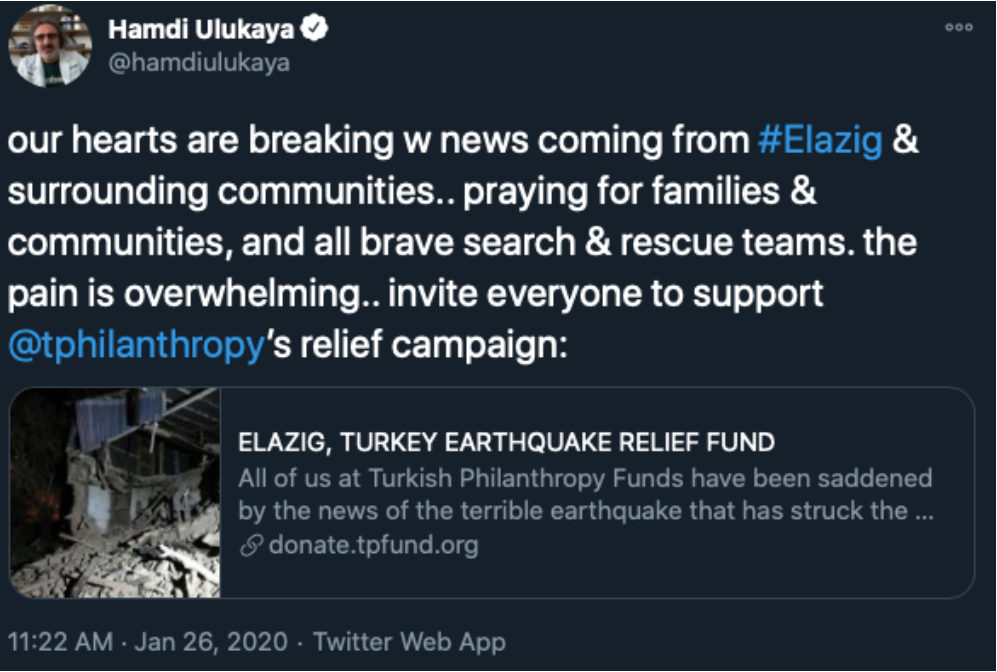 Hamdi Ulukaya
@hamdiulukaya
our hearts are breaking w news coming from #Elazig &
surrounding communities.. praying for families &
communities, and all brave search & rescue teams. the
pain is overwhelming.. invite everyone to support
@tphilanthropy's relief campaign:
ELAZIG, TURKEY EARTHQUAKE RELIEF FUND
All of us at Turkish Philanthropy Funds have been saddened
by the news of the terrible earthquake that has struck the ...
donate.tpfund.org
11:22 AM · Jan 26, 2020 · Twitter Web App